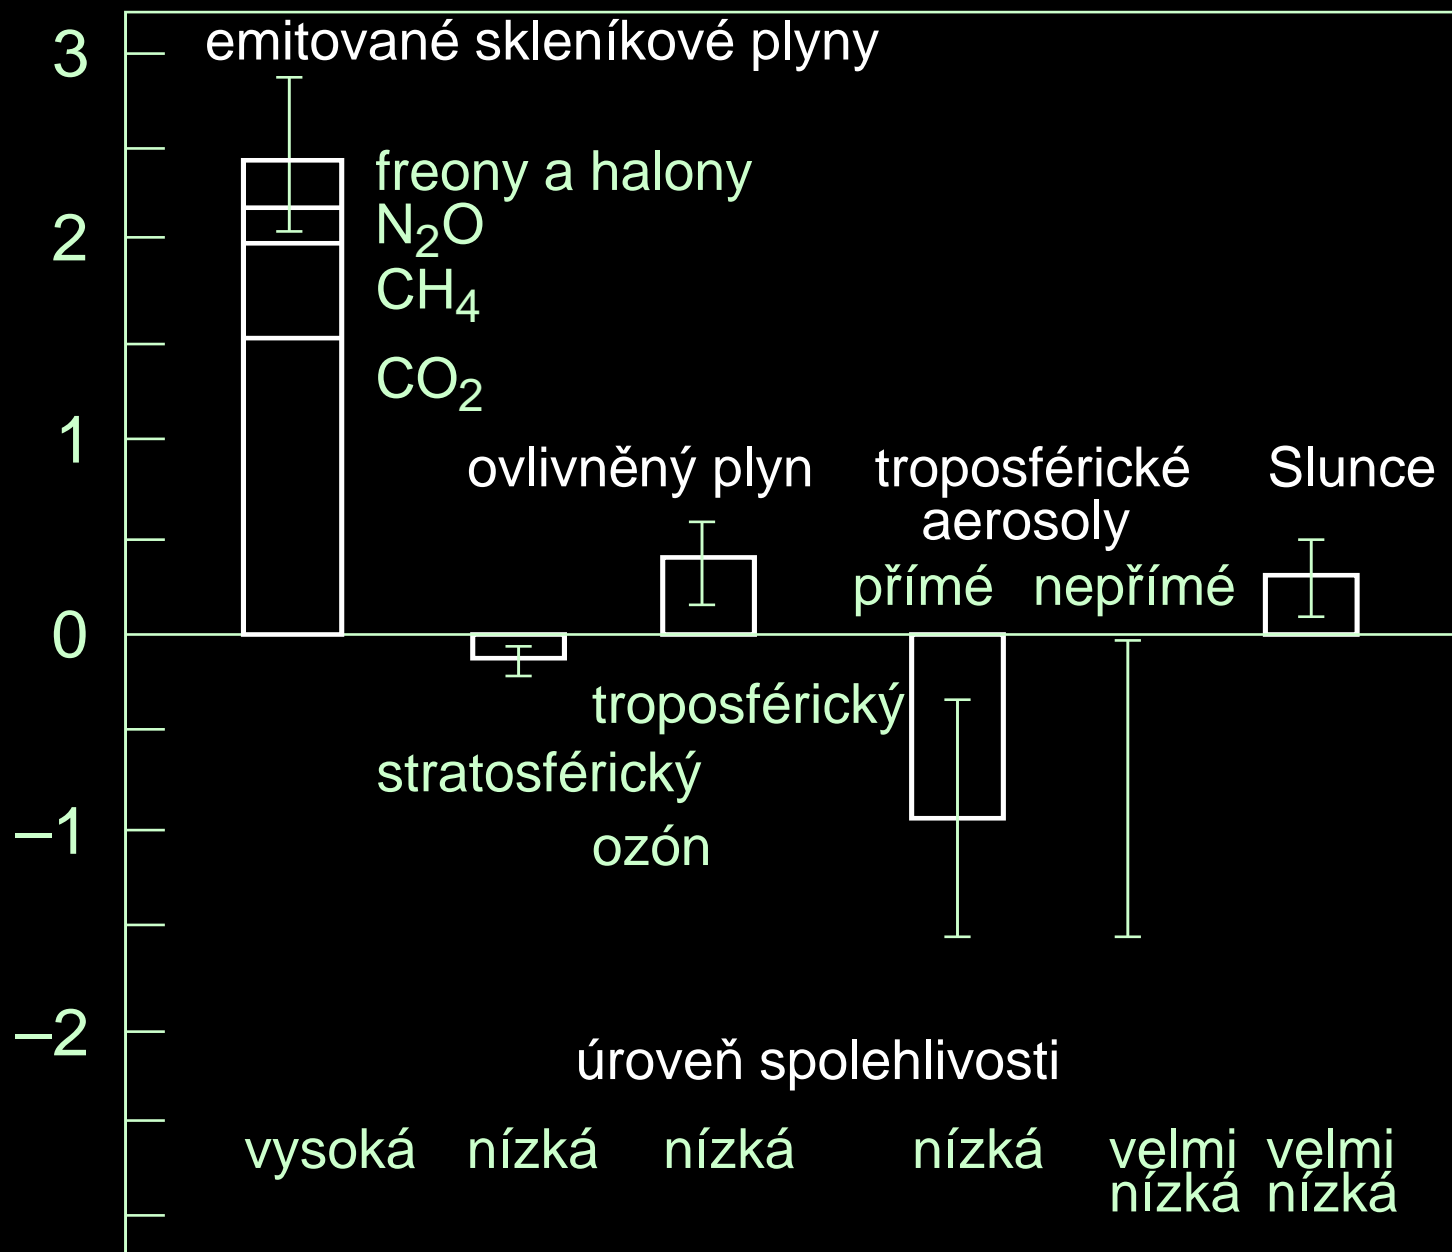 3
emitované skleníkové plyny
freony a halony
N₂O
2
CH₄
CO₂
1
ovlivněný plyn
troposférické
aerosoly
Slunce
přímé
nepřímé
0
troposférický
stratosférický
ozón
–1
–2
úroveň spolehlivosti
vysoká
nízká
nízká
nízká
velmi
nízká
velmi
nízká